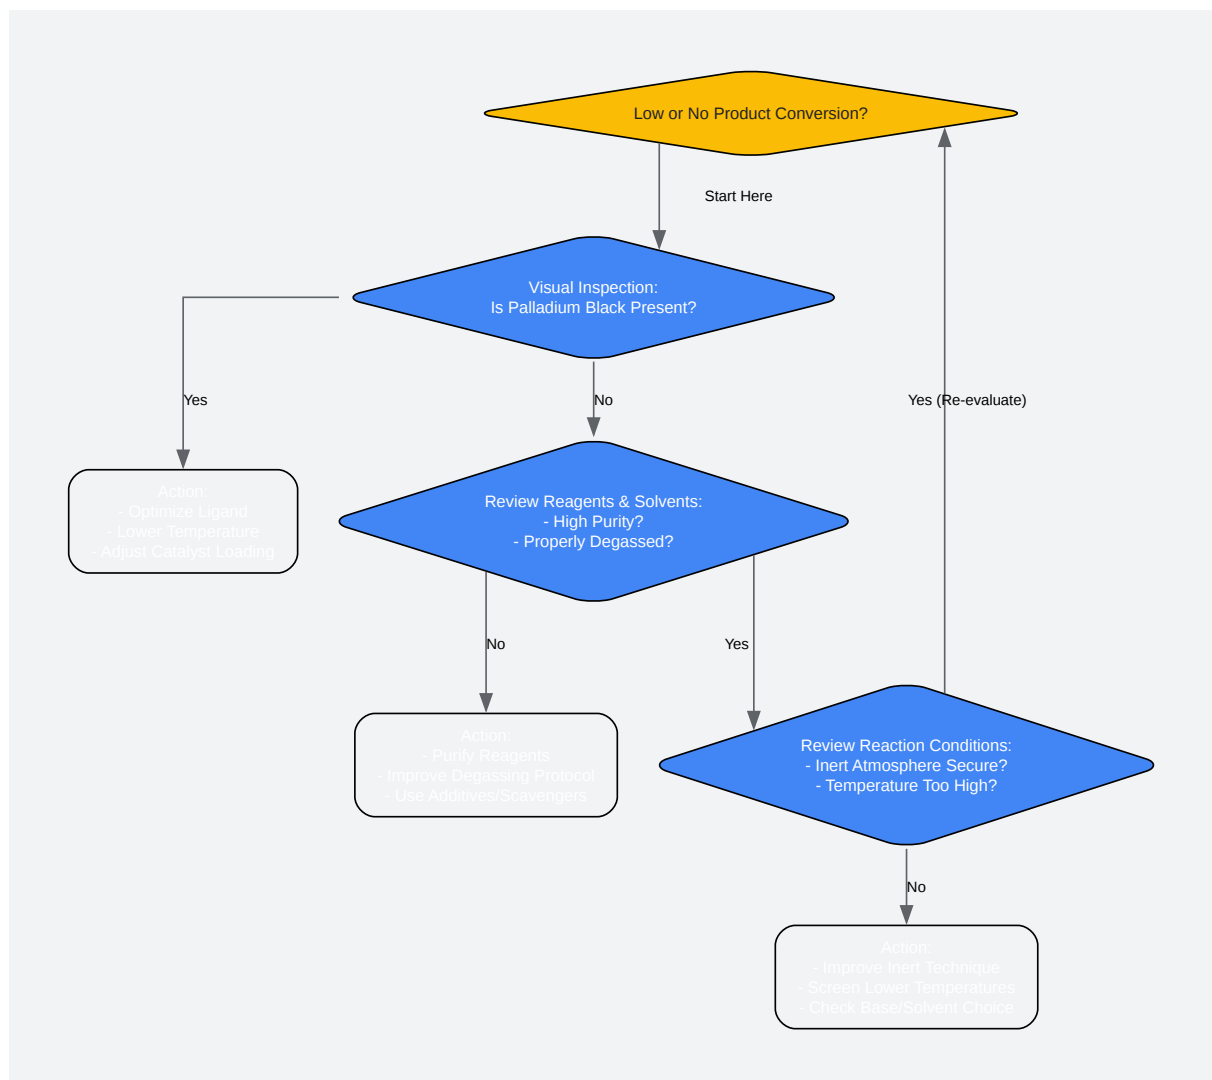 Low or No Product Conversion?
Start Here
Visual Inspection:
Is Palladium Black Present?
Yes
No
Yes (Re-evaluate)
Action:
- Optimize Ligand
- Lower Temperature
- Adjust Catalyst Loading
Review Reagents & Solvents:
- High Purity?
- Properly Degassed?
No
Yes
Action:
- Purify Reagents
- Improve Degassing Protocol
- Use Additives/Scavengers
Review Reaction Conditions:
- Inert Atmosphere Secure?
- Temperature Too High?
No
Action:
- Improve Inert Technique
- Screen Lower Temperatures
- Check Base/Solvent Choice